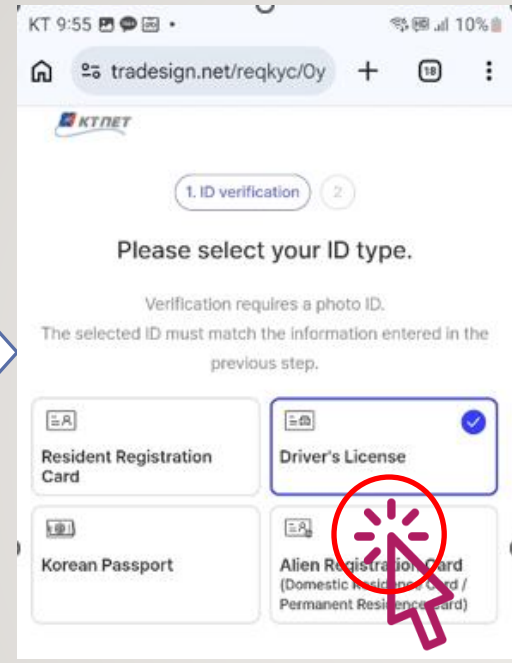 KT 9:55
10%
tradesign.net/reqkyc/0y
18
KTNET
1. ID verification
2
Please select your ID type.
Verification requires a photo ID.
The selected ID must match the information entered in the
previous step.
Resident Registration
Card
Driver's License
Korean Passport
Alien Registration Card
(Domestic Residence Card /
Permanent Residence Card)